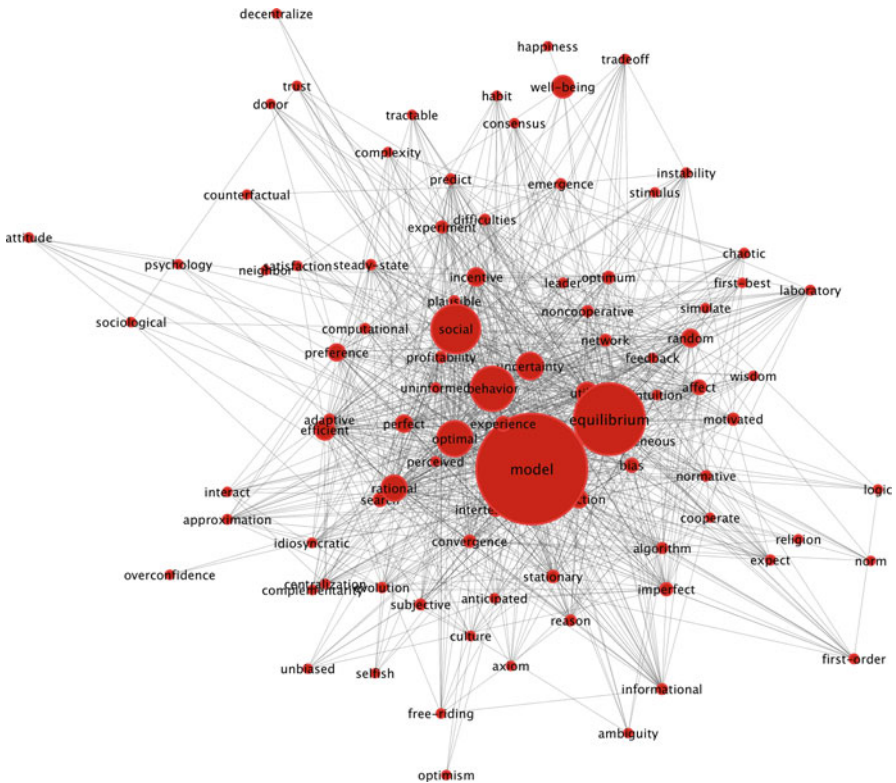 decentralize
happiness
tradeoff
trust
well-being
donor
habit
tractable
consensus
complexity
predict
emergence
instability
stimulus
counterfactual
difficulties
experiment
attitude
psychology
neighbor
satisfaction
steady-state
incentive
leader
optimum
chaotic
first-best
laboratory
plausible
noncooperative
simulate
sociological
computational
social
network
random
preference
profitability
uncertainty
feedback
wisdom
uninformed
behavior
affect
adaptive
efficient
perfect
experience
equilibrium
motivated
optimal
perceived
model
bias
normative
rational
search
logic
interact
approximation
cooperate
idiosyncratic
convergence
algorithm
religion
expect
norm
overconfidence
centralization
complementarity
evolution
stationary
imperfect
subjective
anticipated
reason
culture
unbiased
selfish
axiom
first-order
informational
free-riding
ambiguity
optimism